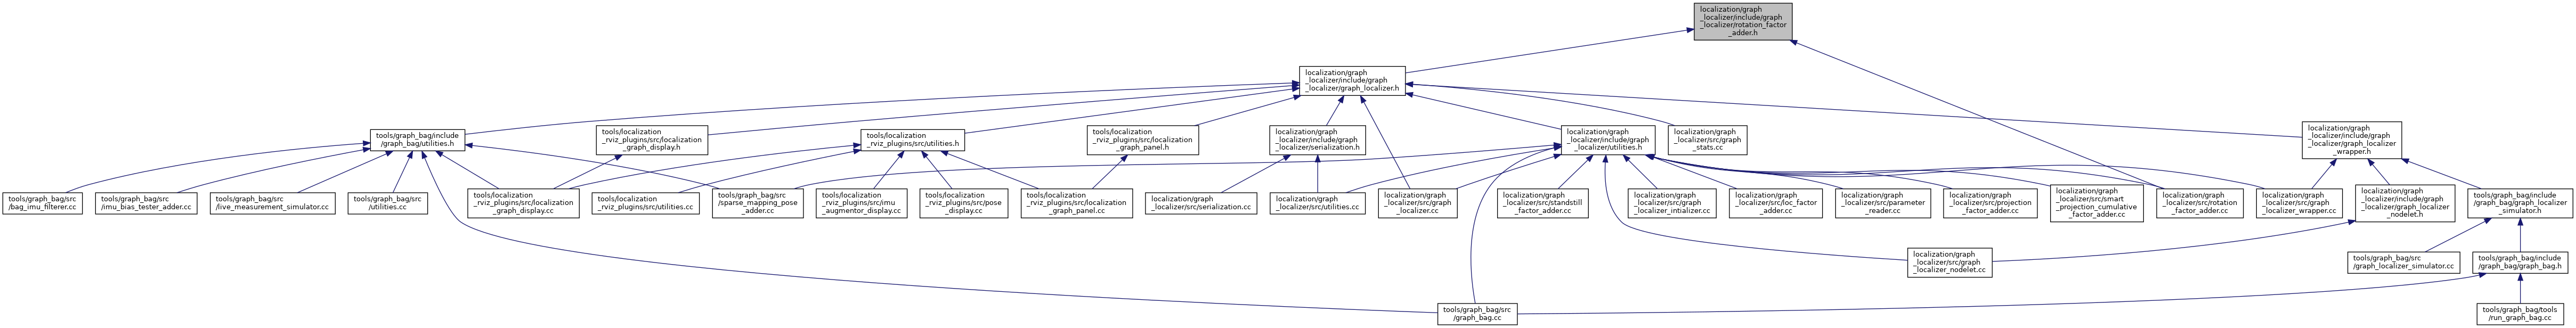 localization/graph
_localizer/include/graph
_localizer/rotation_factor
_adder.h
localization/graph
_localizer/include/graph
_localizer/graph_localizer.h
tools/graph_bag/include
/graph_bag/utilities.h
tools/localization
_rviz_plugins/src/localization
_graph_display.h
tools/localization
_rviz_plugins/src/utilities.h
tools/localization
_rviz_plugins/src/localization
_graph_panel.h
localization/graph
_localizer/include/graph
_localizer/serialization.h
localization/graph
_localizer/include/graph
_localizer/utilities.h
localization/graph
_localizer/src/graph
_stats.cc
localization/graph
_localizer/include/graph
_localizer/graph_localizer
_wrapper.h
tools/graph_bag/src
/bag_imu_filterer.cc
tools/graph_bag/src
/imu_bias_tester_adder.cc
tools/graph_bag/src
/live_measurement_simulator.cc
tools/graph_bag/src
/utilities.cc
tools/localization
_rviz_plugins/src/localization
_graph_display.cc
tools/localization
_rviz_plugins/src/utilities.cc
tools/graph_bag/src
/sparse_mapping_pose
_adder.cc
tools/localization
_rviz_plugins/src/imu
_augmentor_display.cc
tools/localization
_rviz_plugins/src/pose
_display.cc
tools/localization
_rviz_plugins/src/localization
_graph_panel.cc
localization/graph
_localizer/src/serialization.cc
localization/graph
_localizer/src/utilities.cc
localization/graph
_localizer/src/graph
_localizer.cc
localization/graph
_localizer/src/standstill
_factor_adder.cc
localization/graph
_localizer/src/graph
_localizer_intializer.cc
localization/graph
_localizer/src/loc_factor
_adder.cc
localization/graph
_localizer/src/parameter
_reader.cc
localization/graph
_localizer/src/projection
_factor_adder.cc
localization/graph
_localizer/src/smart
_projection_cumulative
_factor_adder.cc
localization/graph
_localizer/src/rotation
_factor_adder.cc
localization/graph
_localizer/src/graph
_localizer_wrapper.cc
localization/graph
_localizer/include/graph
_localizer/graph_localizer
_nodelet.h
tools/graph_bag/include
/graph_bag/graph_localizer
_simulator.h
localization/graph
_localizer/src/graph
_localizer_nodelet.cc
tools/graph_bag/src
/graph_localizer_simulator.cc
tools/graph_bag/include
/graph_bag/graph_bag.h
tools/graph_bag/src
/graph_bag.cc
tools/graph_bag/tools
/run_graph_bag.cc